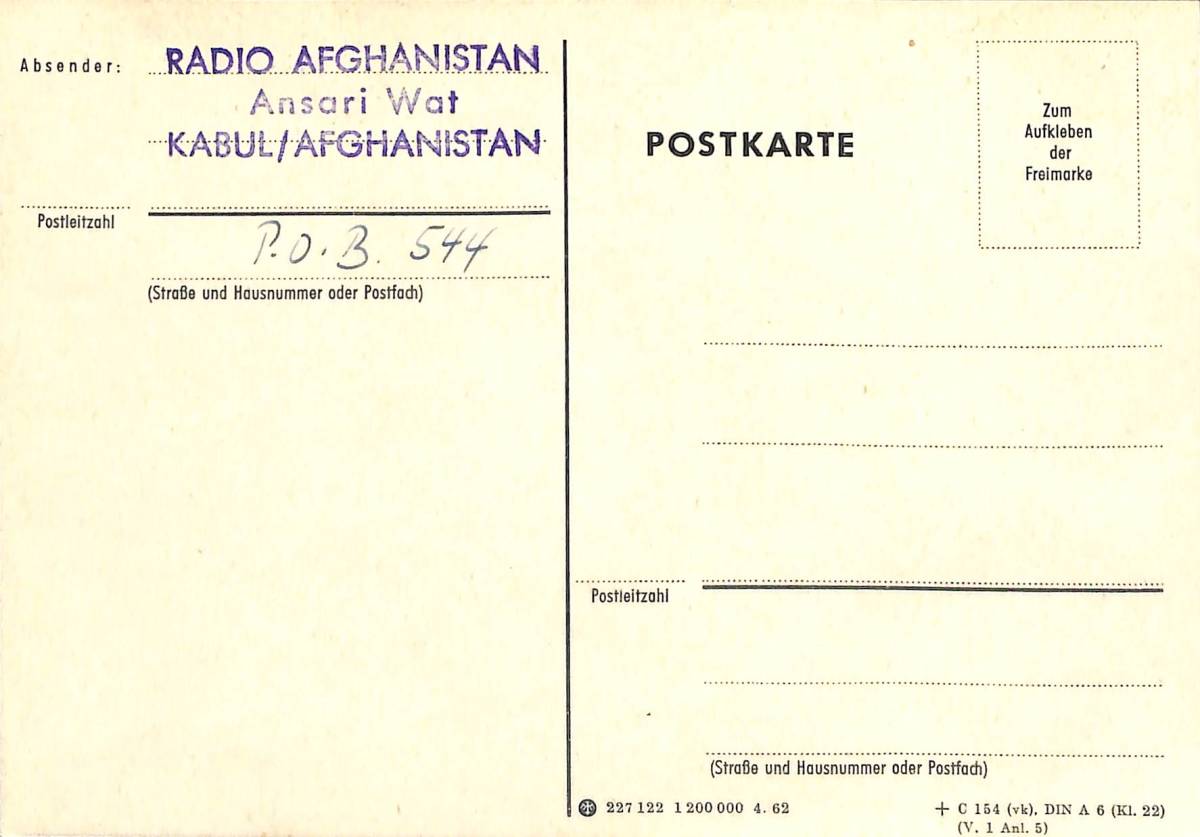 Absender:
RADIO AFGHANISTAN
Ansari Wat
KABUL/AFGHANISTAN
Postleitzahl
P.O.B. 544
(Straße und Hausnummer oder Postfach)
POSTKARTE
Zum
Aufkleben
der
Freimarke
Postleitzahl
(Straße und Hausnummer oder Postfach)
227 122 1 200 000 4. 62
+ C 154 (vk), DIN A 6 (Kl. 22)
(V. 1 Anl. 5)